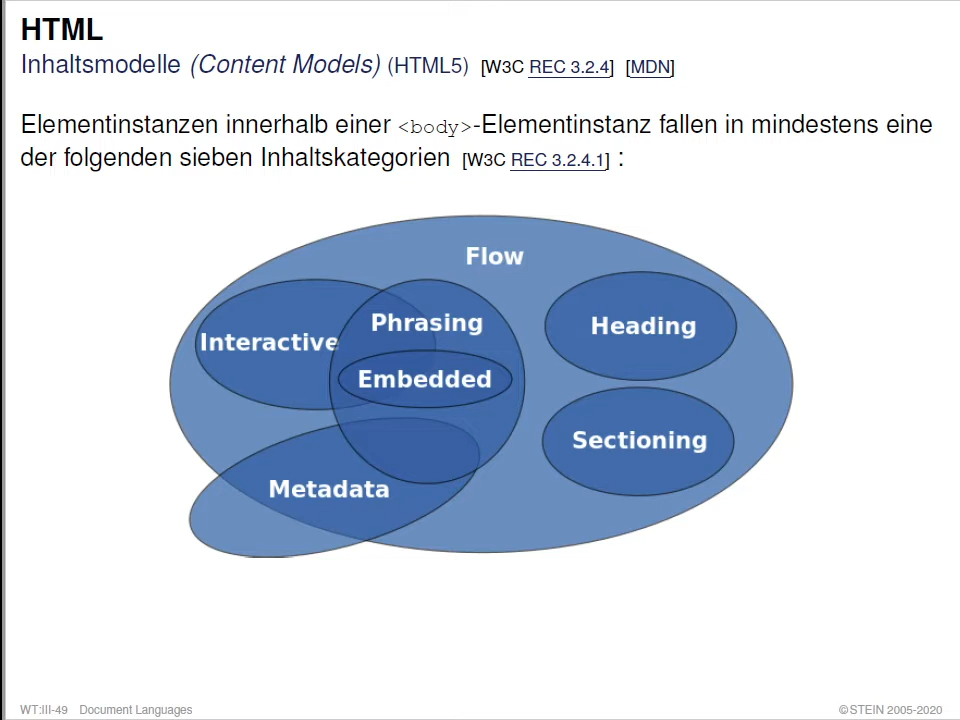 HTML
Inhaltsmodelle (Content Models) (HTML5) [W3C REC 3.2.4] [MDN]
Elementinstanzen innerhalb einer <body>-Elementinstanz fallen in mindestens eine
der folgenden sieben Inhaltskategorien [W3C REC 3.2.4.1] :
Flow
Phrasing
Heading
Interactive
Embedded
Sectioning
Metadata
WT:III-49 Document Languages
©STEIN 2005-2020